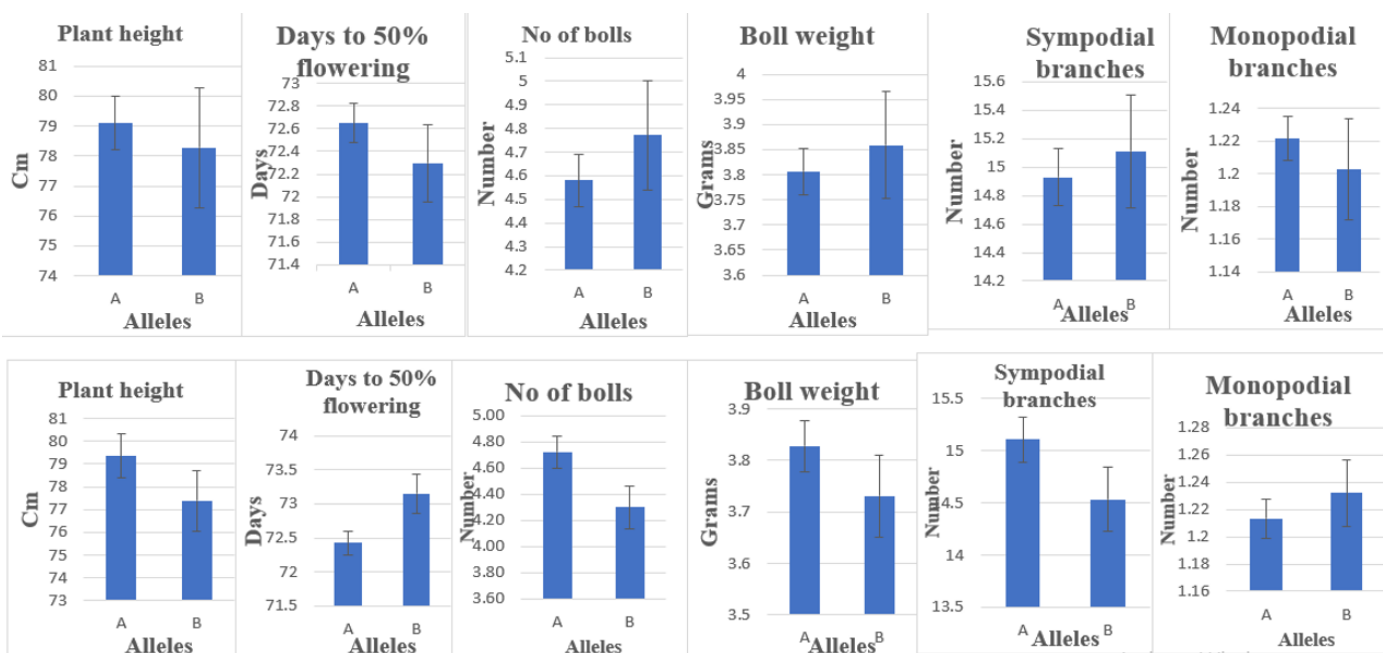 Plant height
81
80
79
78
77
76
75
74
Cm
A B
Alleles
Days to 50%
flowering
73
72.8
72.6
72.4
72.2
72
71.8
71.6
71.4
Days
A B
Alleles
No of bolls
5.1
5
4.9
4.8
4.7
4.6
4.5
4.4
4.3
4.2
Number
A B
Alleles
Boll weight
4
3.95
3.9
3.85
3.8
3.75
3.7
3.65
3.6
Grams
A B
Alleles
Sympodial
branches
15.6
15.4
15.2
15
14.8
14.6
14.4
14.2
Number
A B
Alleles
Monopodial
branches
1.24
1.22
1.2
1.18
1.16
1.14
Number
A B
Alleles
Plant height
81
80
79
78
77
76
75
74
73
Cm
A B
Alleles
Days to 50%
flowering
74
73.5
73
72.5
72
71.5
Days
A B
Alleles
No of bolls
5.00
4.80
4.60
4.40
4.20
4.00
3.80
3.60
Number
A B
Alleles
Boll weight
3.9
3.8
3.7
3.6
3.5
Grams
A B
Alleles
Sympodial
branches
15.5
15
14.5
14
13.5
Number
A B
Alleles
Monopodial
branches
1.28
1.26
1.24
1.22
1.2
1.18
1.16
Number
A B
Alleles